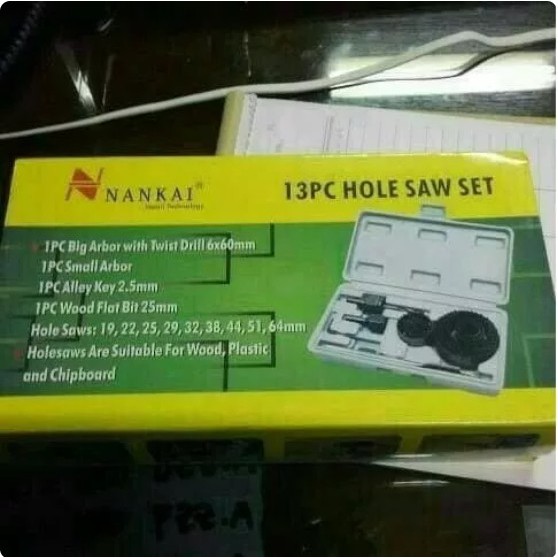 NANKAI®
13PC HOLE SAW SET
1PC Big Arbor with Twist Drill 6x60mm
1PC Small Arbor
1PC Alley Key 2.5mm
1PC Wood Flat Bit 25mm
Hole Saws: 19, 22, 25, 29, 32, 38, 44, 51, 64mm
Holesaws Are Suitable For Wood, Plastic
and Chipboard